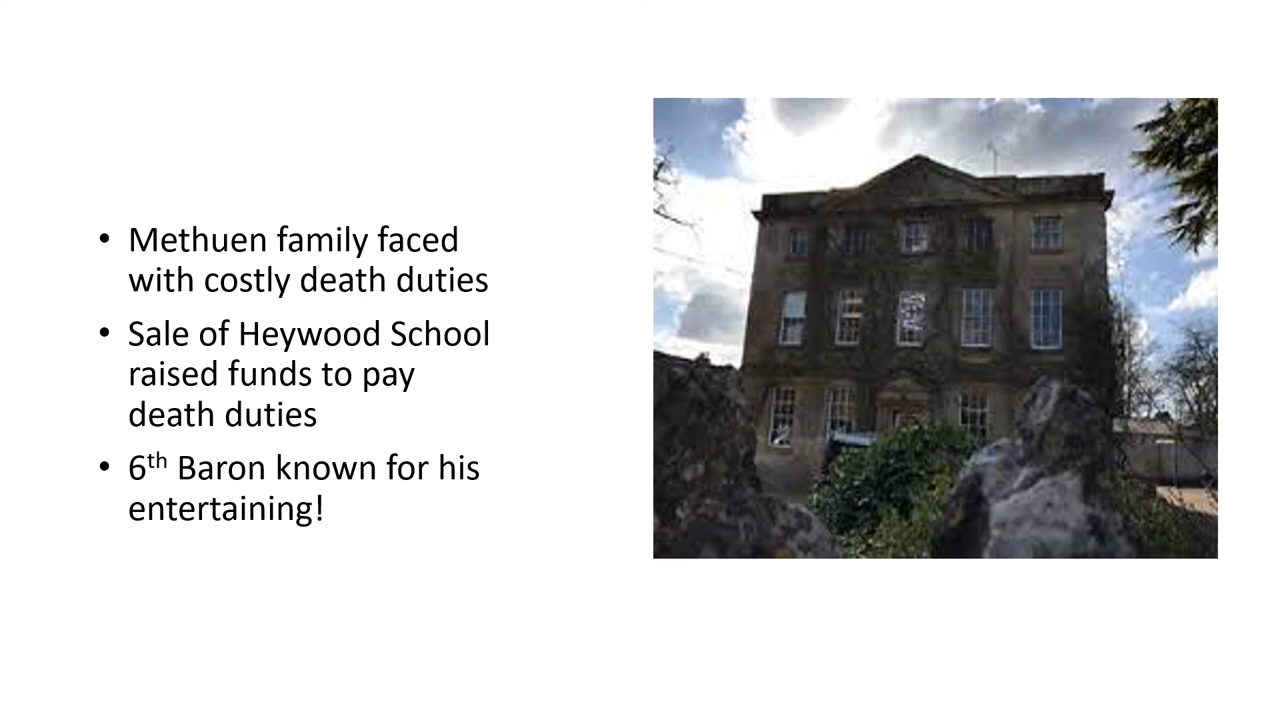 • Methuen family faced
with costly death duties
• Sale of Heywood School
raised funds to pay
death duties
• 6th Baron known for his
entertaining!